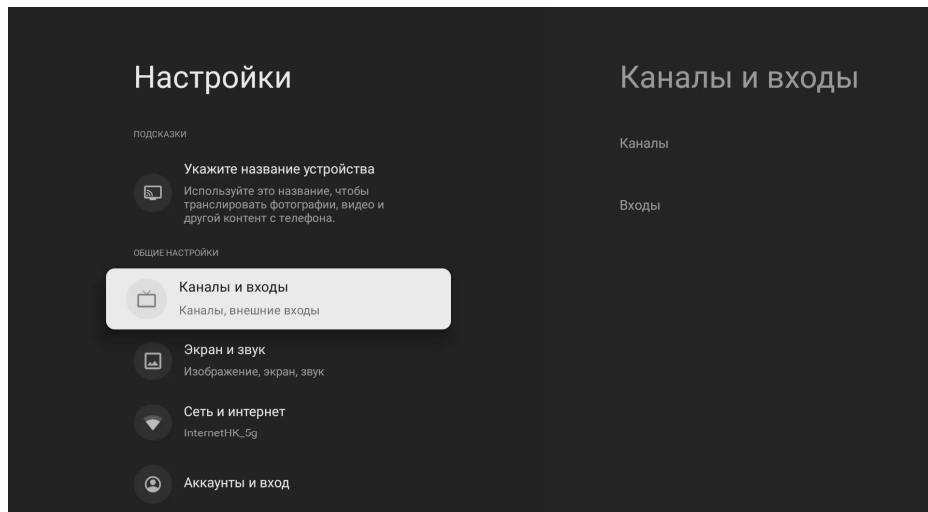 Настройки
ПОДСКАЗКИ
Укажите название устройства
Используйте это название, чтобы
транслировать фотографии, видео и
другой контент с телефона.
ОБЩИЕ НАСТРОЙКИ
Каналы и входы
Каналы, внешние входы
Экран и звук
Изображение, экран, звук
Сеть и интернет
InternetHK_5g
Аккаунты и вход
Каналы и входы
Каналы
Входы